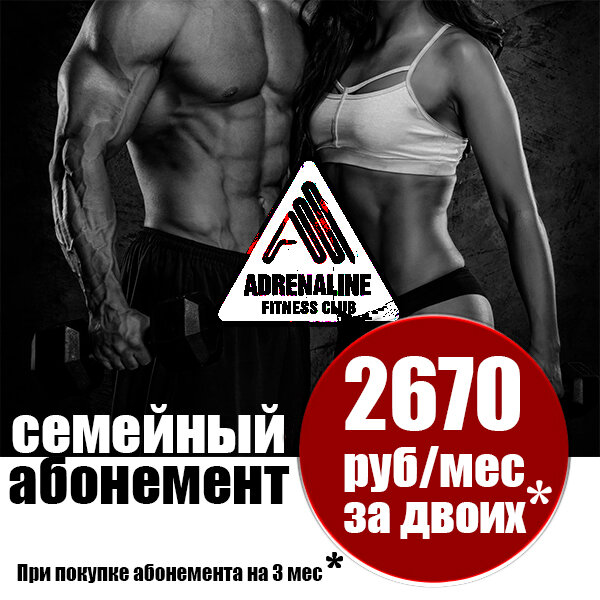 ADRENALINE
FITNESS CLUB
2670
руб/мес
за двоих*
семейный
абонемент
При покупке абонемента на 3 мес*